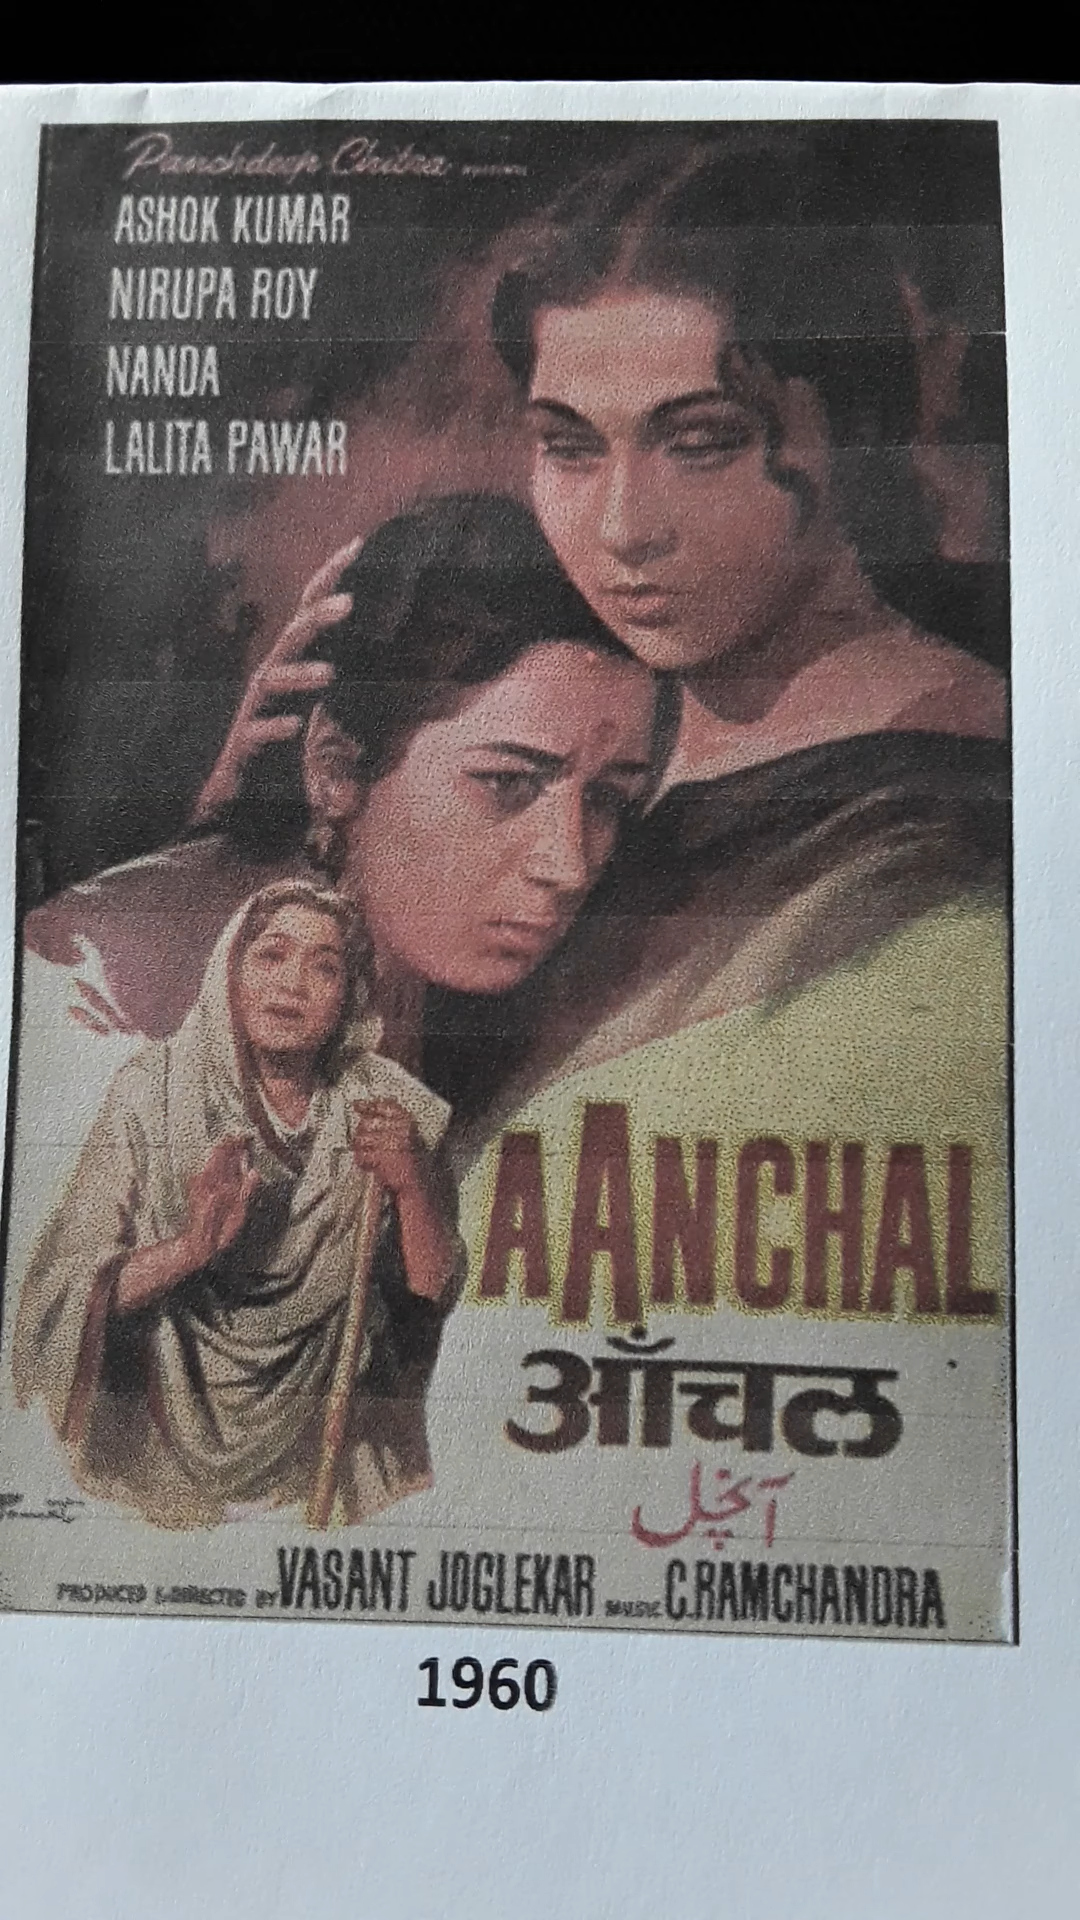 Panchdeep Chitra PRESENTS
ASHOK KUMAR
NIRUPA ROY
NANDA
LALITA PAWAR
AANCHAL
आँचल
آنچل
PRODUCED & DIRECTED BY VASANT JOGLEKAR MUSIC C.RAMCHANDRA
1960